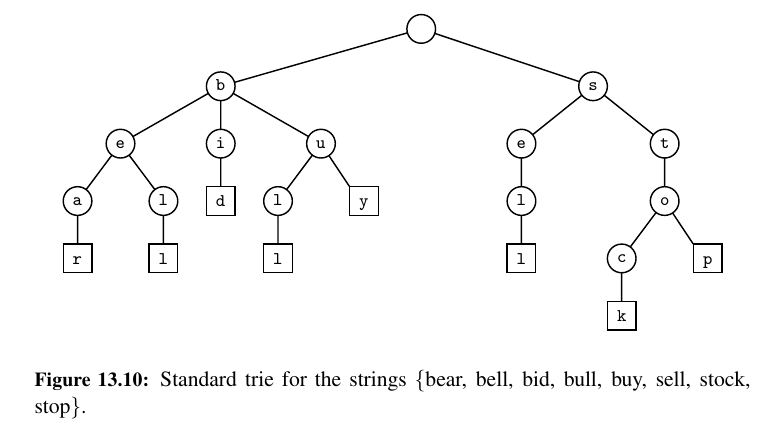 b s
e i u e t
a l d l y l o
r l l l c p
k
Figure 13.10: Standard trie for the strings {bear, bell, bid, bull, buy, sell, stock,
stop}.